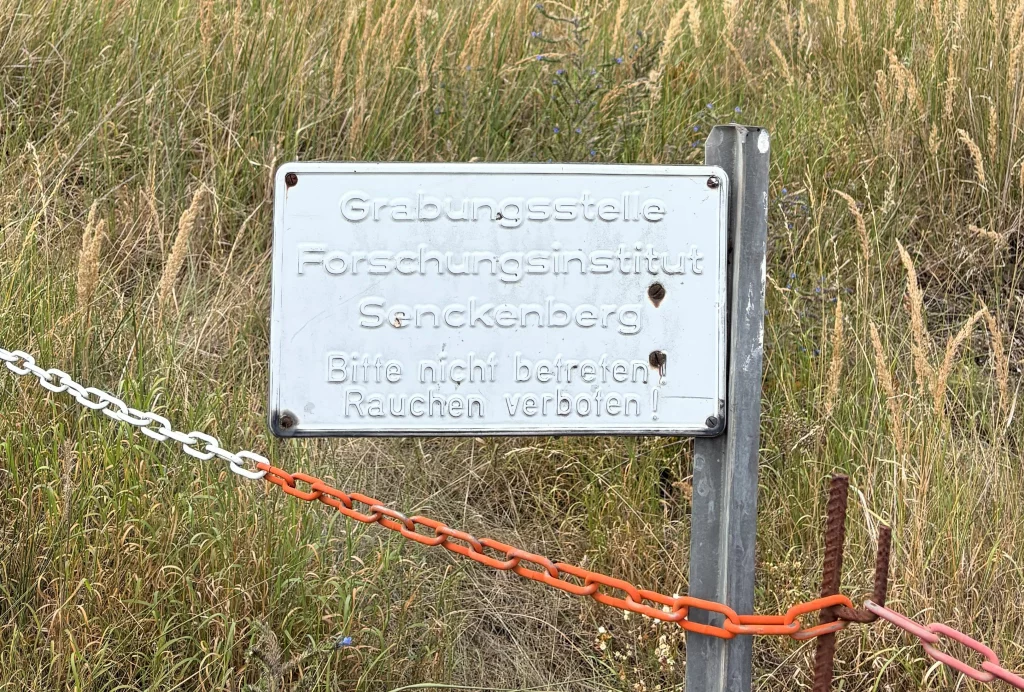 Grabungsstelle
Forschungsinstitut
Senckenberg
Bitte nicht betreten
Rauchen verboten !